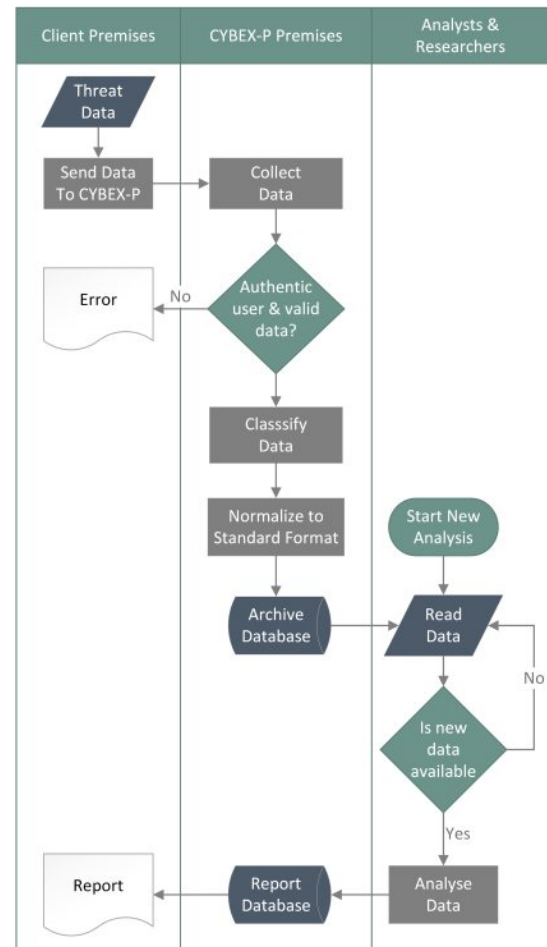 Client Premises
CYBEX-P Premises
Analysts &
Researchers
Threat
Data
Send Data
To CYBEX-P
Collect
Data
Error
No
Authentic
user & valid
data?
Classsify
Data
Normalize to
Standard Format
Start New
Analysis
Archive
Database
Read
Data
No
Is new
data
available
Yes
Report
Report
Database
Analyse
Data